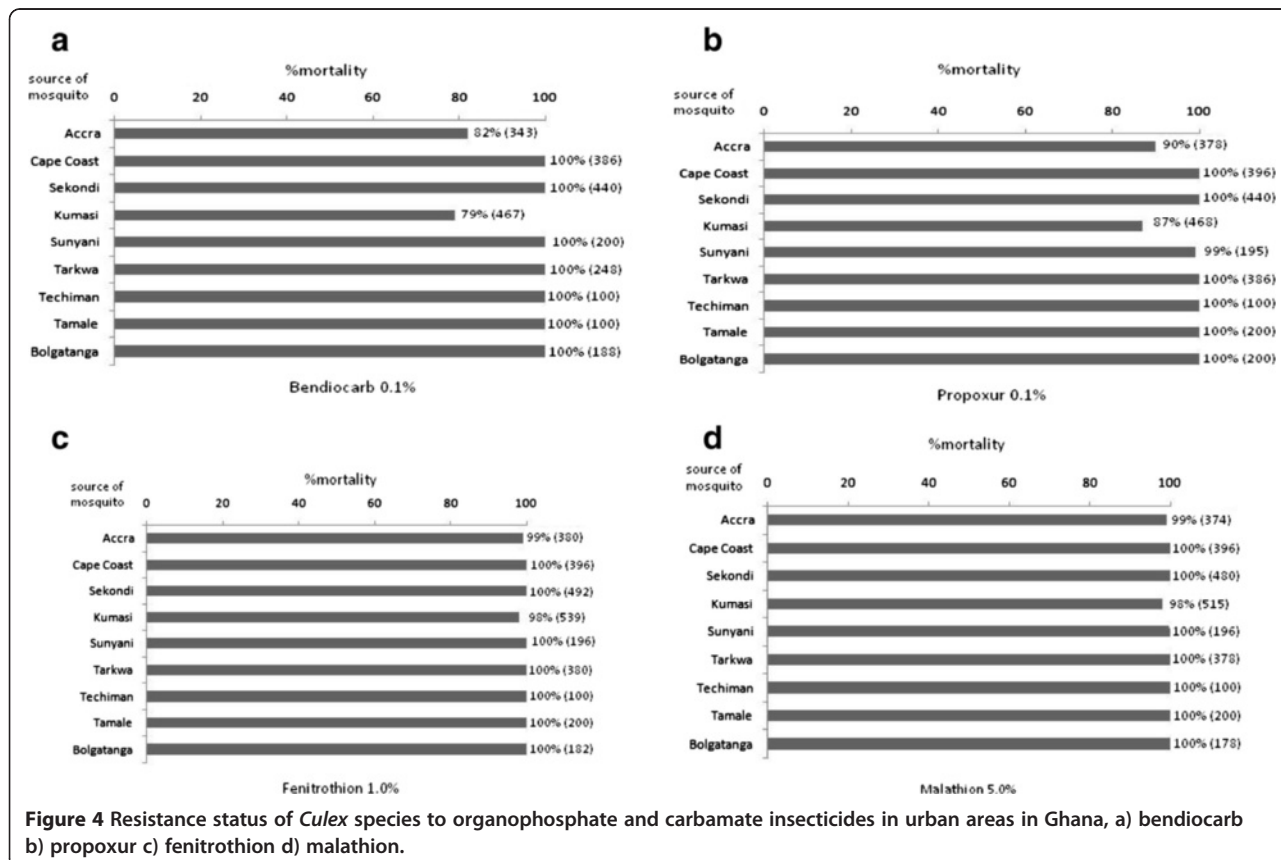 a
%mortality
source of
mosquito
0 20 40 60 80 100
Accra 82% (343)
Cape Coast 100% (386)
Sekondi 100% (440)
Kumasi 79% (467)
Sunyani 100% (200)
Tarkwa 100% (248)
Techiman 100% (100)
Tamale 100% (100)
Bolgatanga 100% (188)
Bendiocarb 0.1%
b
%mortality
source of
mosquito
0 20 40 60 80 100
Accra 90% (378)
Cape Coast 100% (396)
Sekondi 100% (440)
Kumasi 87% (468)
Sunyani 99% (195)
Tarkwa 100% (386)
Techiman 100% (100)
Tamale 100% (200)
Bolgatanga 100% (200)
Propoxur 0.1%
c
%mortality
source of
mosquito
0 20 40 60 80 100
Accra 99% (380)
Cape Coast 100% (396)
Sekondi 100% (492)
Kumasi 98% (539)
Sunyani 100% (196)
Tarkwa 100% (380)
Techiman 100% (100)
Tamale 100% (200)
Bolgatanga 100% (182)
Fenitrothion 1.0%
d
%mortality
source of
mosquito
0 20 40 60 80 100
Accra 99% (374)
Cape Coast 100% (396)
Sekondi 100% (480)
Kumasi 98% (515)
Sunyani 100% (196)
Tarkwa 100% (378)
Techiman 100% (100)
Tamale 100% (200)
Bolgatanga 100% (178)
Malathion 5.0%
Figure 4 Resistance status of Culex species to organophosphate and carbamate insecticides in urban areas in Ghana, a) bendiocarb
b) propoxur c) fenitrothion d) malathion.